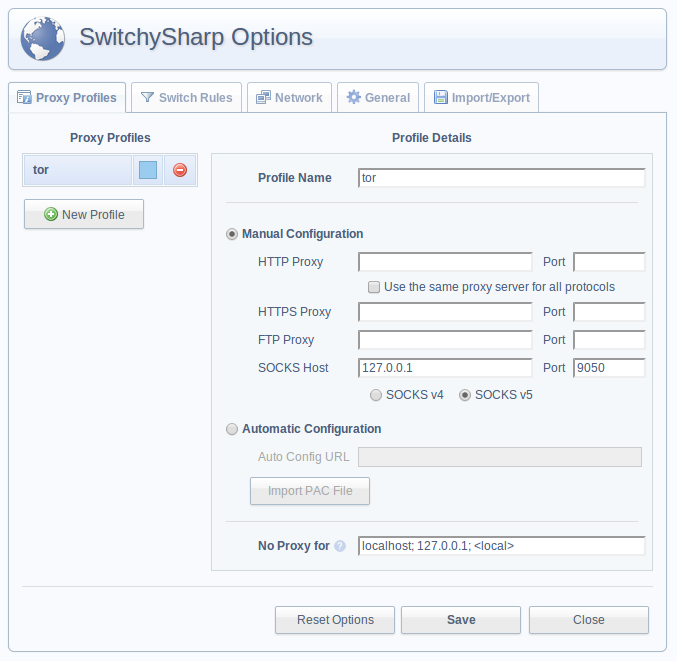 SwitchySharp Options
Proxy Profiles Switch Rules Network General Import/Export
Proxy Profiles
tor
New Profile
Profile Details
Profile Name tor
Manual Configuration
HTTP Proxy Port
Use the same proxy server for all protocols
HTTPS Proxy Port
FTP Proxy Port
SOCKS Host 127.0.0.1 Port 9050
SOCKS v4 SOCKS v5
Automatic Configuration
Auto Config URL
Import PAC File
No Proxy for ? localhost; 127.0.0.1; <local>
Reset Options Save Close